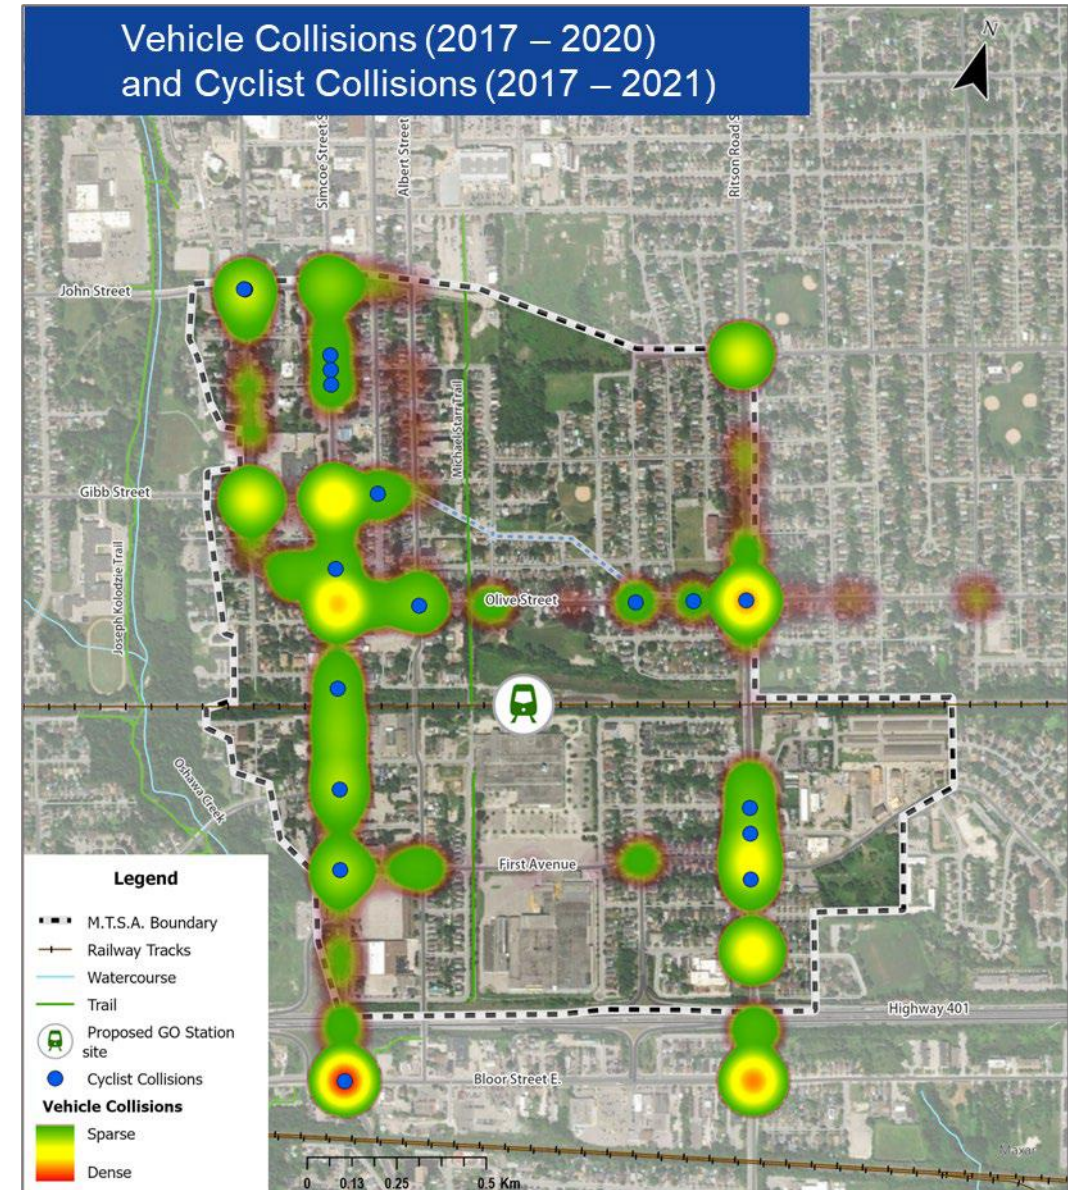 Vehicle Collisions (2017 – 2020)
and Cyclist Collisions (2017 – 2021)
N
Simcoe Street S
Albert Street
Ritson Road S
John Street
Michael Starr Trail
Gibb Street
Joseph Kolodzie Trail
Olive Street
Oshawa Creek
First Avenue
Highway 401
Bloor Street E.
Legend
M.T.S.A. Boundary
Railway Tracks
Watercourse
Trail
Proposed GO Station
site
Cyclist Collisions
Vehicle Collisions
Sparse
Dense
0 0.13 0.25 0.5 Km
Maxar